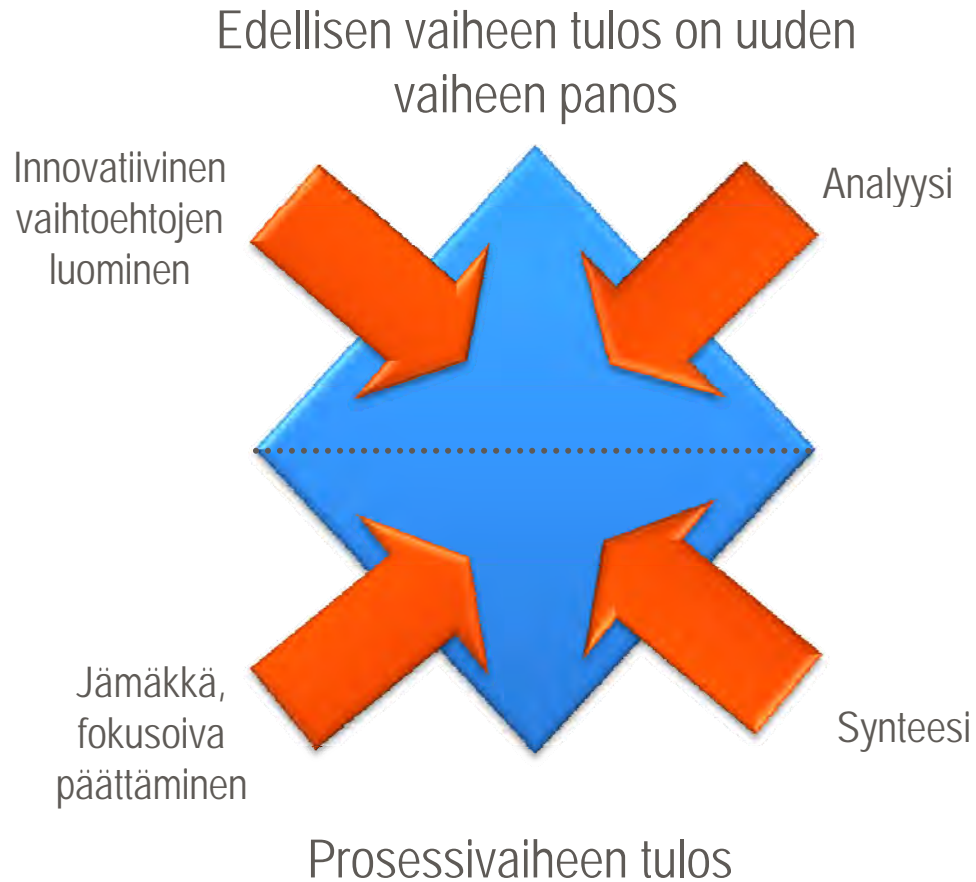 Edellisen vaiheen tulos on uuden
vaiheen panos
Innovatiivinen
vaihtoehtojen
luominen
Analyysi
Jämäkkä,
fokusoiva
päättäminen
Synteesi
Prosessivaiheen tulos